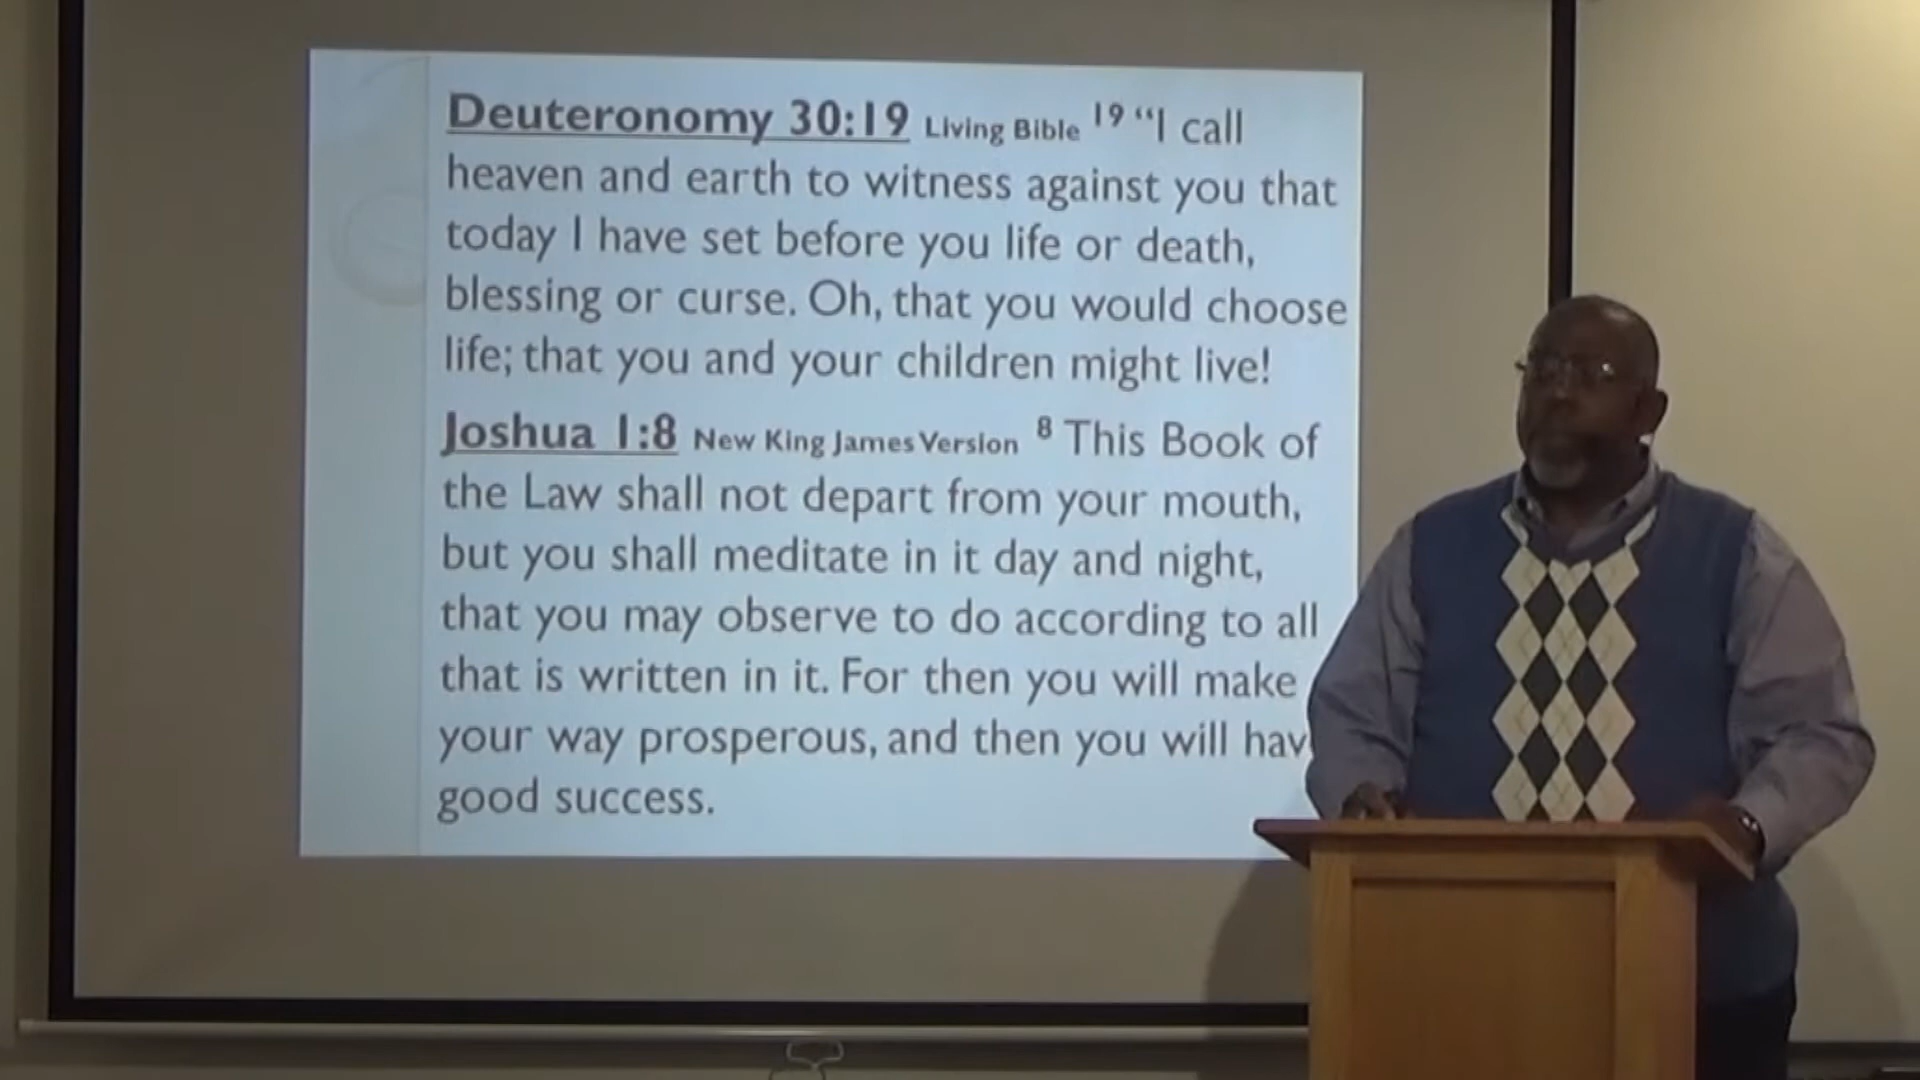 Deuteronomy 30:19 Living Bible 19 “I call
heaven and earth to witness against you that
today I have set before you life or death,
blessing or curse. Oh, that you would choose
life; that you and your children might live!
Joshua 1:8 New King James Version 8 This Book of
the Law shall not depart from your mouth,
but you shall meditate in it day and night,
that you may observe to do according to all
that is written in it. For then you will make
your way prosperous, and then you will hav
good success.